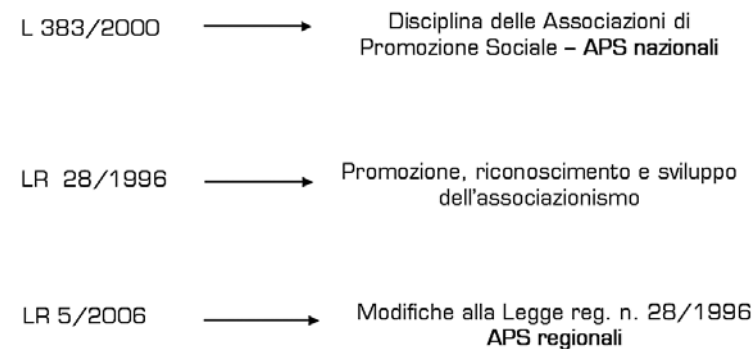 L 383/2000
Disciplina delle Associazioni di
Promozione Sociale – APS nazionali
LR 28/1996
Promozione, riconoscimento e sviluppo
dell'associazionismo
LR 5/2006
Modifiche alla Legge reg. n. 28/1996
APS regionali